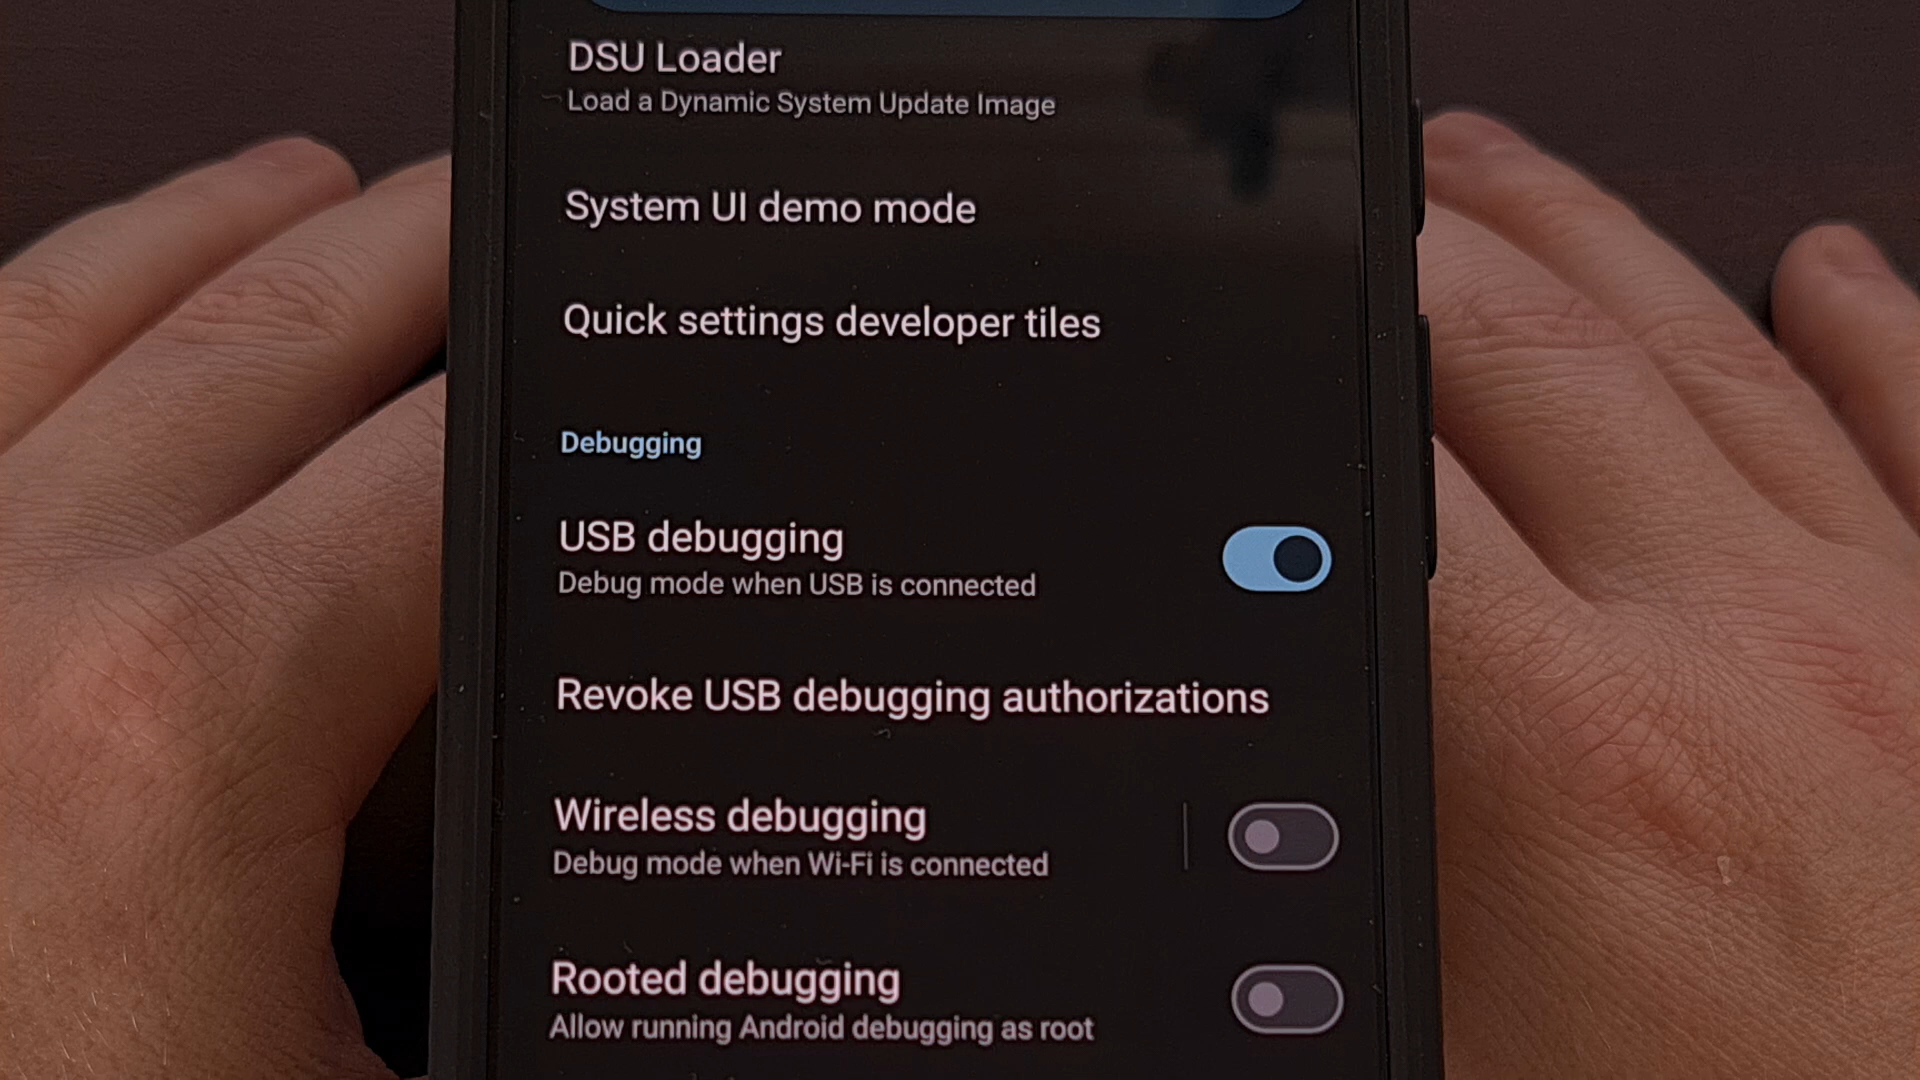 DSU Loader
Load a Dynamic System Update Image
System UI demo mode
Quick settings developer tiles
Debugging
USB debugging
Debug mode when USB is connected
Revoke USB debugging authorizations
Wireless debugging
Debug mode when Wi-Fi is connected
Rooted debugging
Allow running Android debugging as root